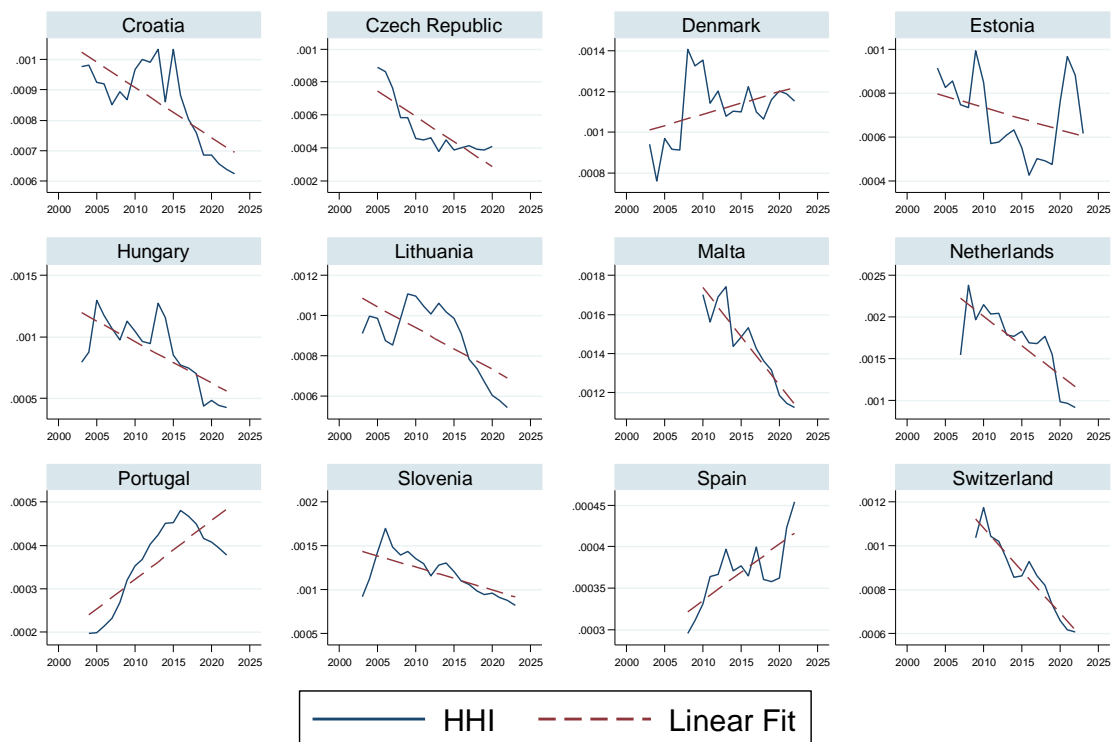 Croatia
.001
.0009
.0008
.0007
.0006
2000 2005 2010 2015 2020 2025
Czech Republic
.001
.0008
.0006
.0004
.0002
2000 2005 2010 2015 2020 2025
Denmark
.0014
.0012
.001
.0008
2000 2005 2010 2015 2020 2025
Estonia
.001
.0008
.0006
.0004
2000 2005 2010 2015 2020 2025
Hungary
.0015
.001
.0005
2000 2005 2010 2015 2020 2025
Lithuania
.0012
.001
.0008
.0006
2000 2005 2010 2015 2020 2025
Malta
.0018
.0016
.0014
.0012
2000 2005 2010 2015 2020 2025
Netherlands
.0025
.002
.0015
.001
2000 2005 2010 2015 2020 2025
Portugal
.0005
.0004
.0003
.0002
2000 2005 2010 2015 2020 2025
Slovenia
.002
.0015
.001
.0005
2000 2005 2010 2015 2020 2025
Spain
.00045
.0004
.00035
.0003
2000 2005 2010 2015 2020 2025
Switzerland
.0012
.001
.0008
.0006
2000 2005 2010 2015 2020 2025
HHI Linear Fit